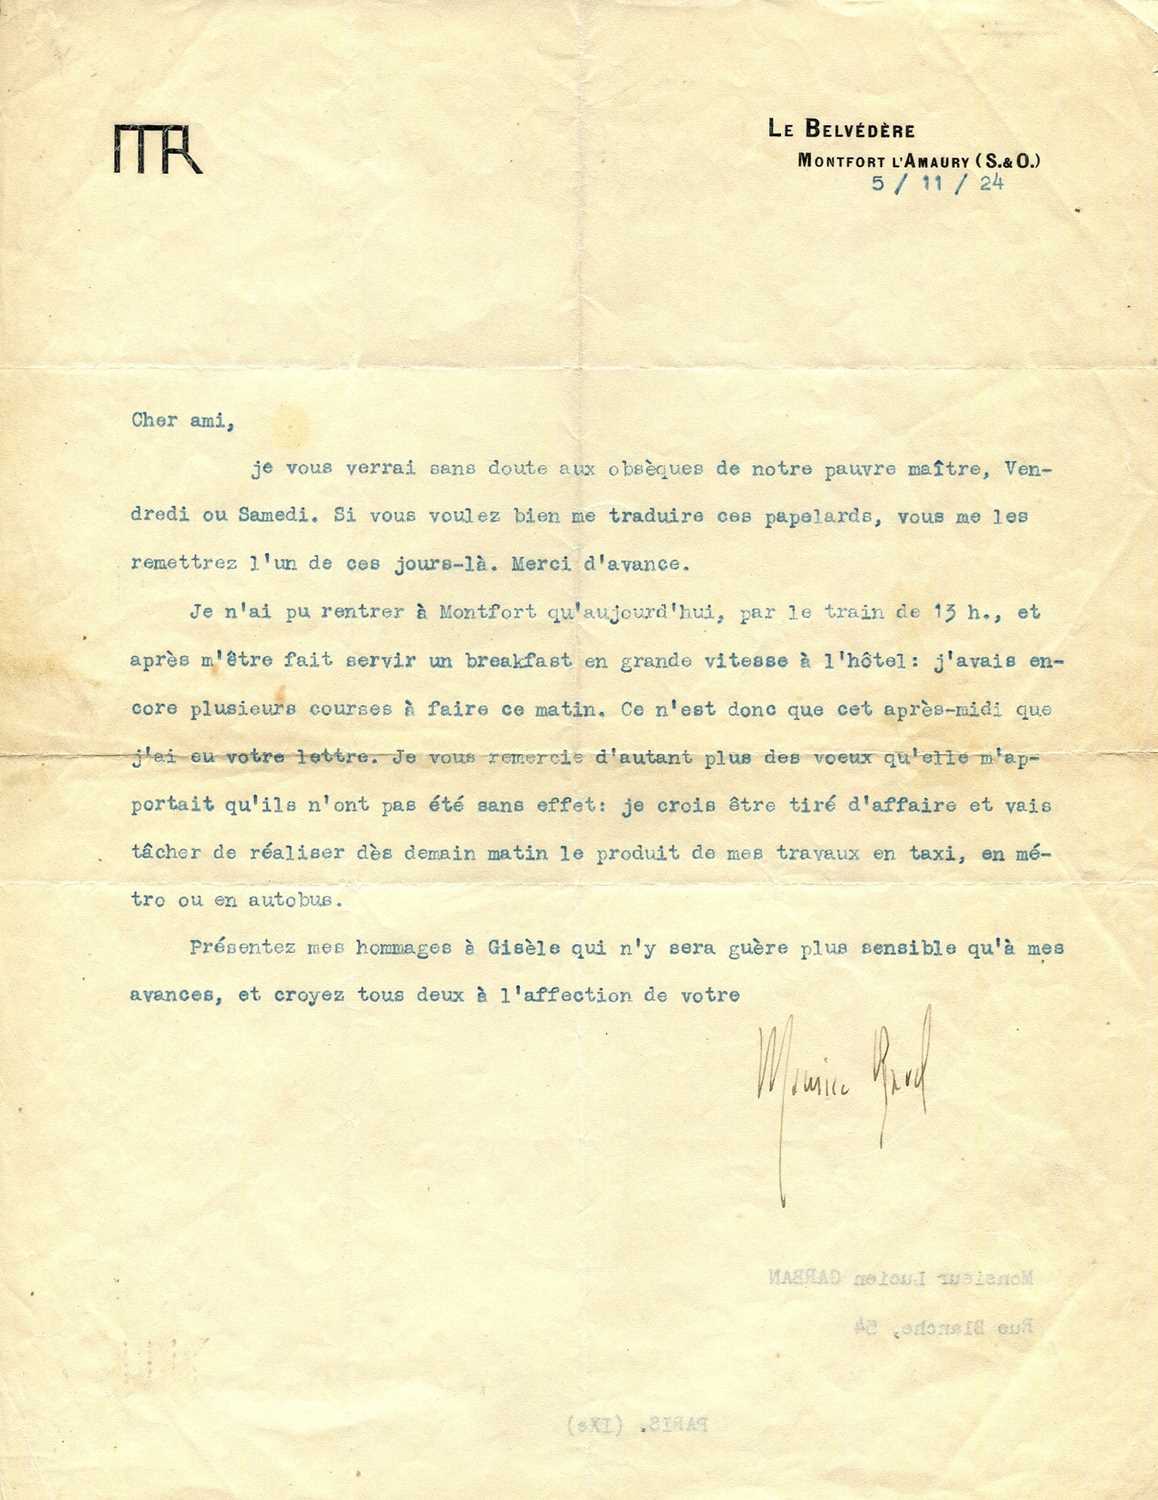 MR
LE BELVÉDÈRE
MONTFORT L'AMAURY (S.&O.)
5 / 11 / 24
Cher ami,
je vous verrai sans doute aux obsèques de notre pauvre maître, Ven-
dredi ou Samedi. Si vous voulez bien me traduire ces papelards, vous me les
remettrez l'un de ces jours-là. Merci d'avance.
Je n'ai pu rentrer à Montfort qu'aujourd'hui, par le train de 13 h., et
après m'être fait servir un breakfast en grande vitesse à l'hôtel: j'avais en-
core plusieurs courses à faire ce matin. Ce n'est donc que cet après-midi que
j'ai eu votre lettre. Je vous remercie d'autant plus des voeux qu'elle m'ap-
portait qu'ils n'ont pas été sans effet: je crois être tiré d'affaire et vais
tâcher de réaliser dès demain matin le produit de mes travaux en taxi, en mé-
tro ou en autobus.
Présentez mes hommages à Gisèle qui n'y sera guère plus sensible qu'à mes
avances, et croyez tous deux à l'affection de votre
Maurice Ravel
Monsieur Lucien GARBAN
Rue Blanche, 54
PARIS. (IXe)